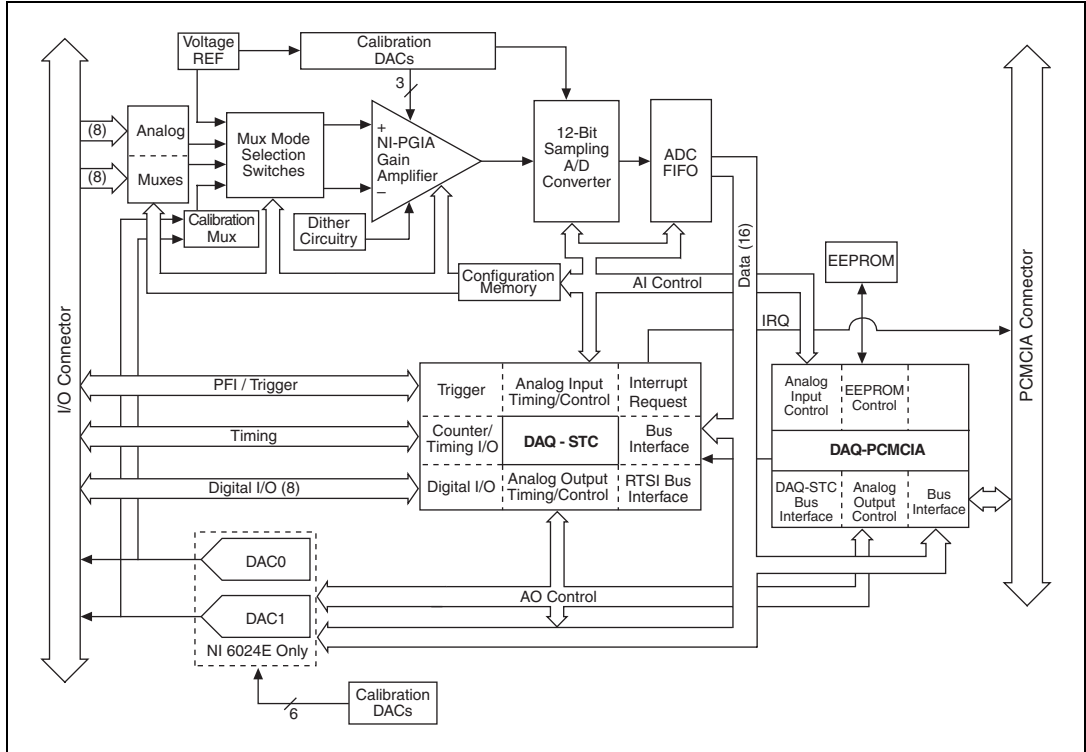 Voltage
REF
Calibration
DACs
3
(8)
(8)
Analog
Muxes
Mux Mode
Selection
Switches
+
NI-PGIA
Gain
Amplifier
–
12-Bit
Sampling
A/D
Converter
ADC
FIFO
Calibration
Mux
Dither
Circuitry
Configuration
Memory
AI Control
Data (16)
EEPROM
IRQ
I/O Connector
PCMCIA Connector
PFI / Trigger
Timing
Digital I/O (8)
Trigger
Analog Input
Timing/Control
Interrupt
Request
Counter/
Timing I/O
DAQ - STC
Bus
Interface
Digital I/O
Analog Output
Timing/Control
RTSI Bus
Interface
Analog
Input
Control
EEPROM
Control
DAQ-PCMCIA
DAQ-STC
Bus
Interface
Analog
Output
Control
Bus
Interface
DAC0
DAC1
NI 6024E Only
AO Control
6
Calibration
DACs